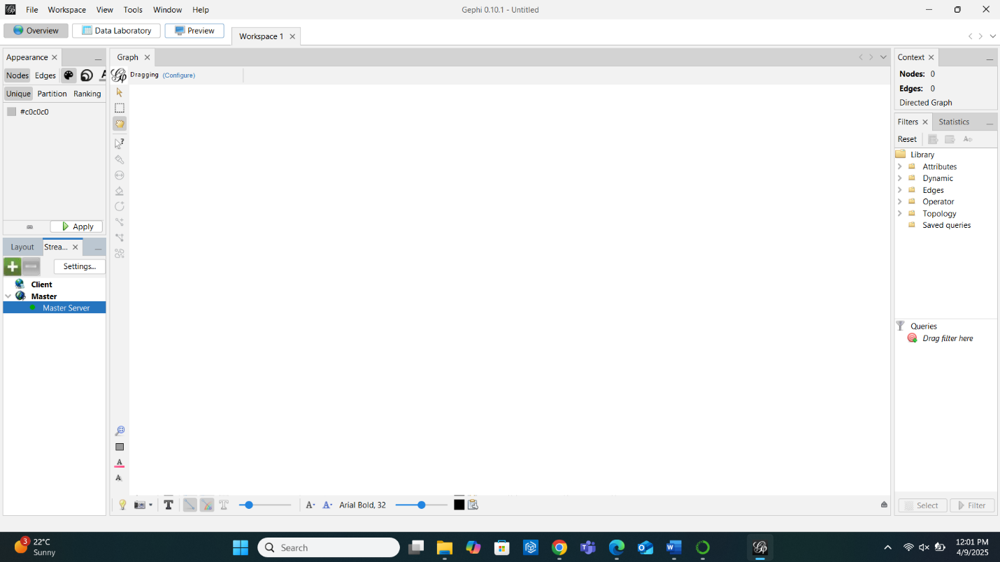 File Workspace View Tools Window Help
Gephi 0.10.1 - Untitled
Overview
Data Laboratory
Preview
Workspace 1
Appearance
Nodes Edges
Unique Partition Ranking
#c0c0c0
Apply
Layout Strea...
Settings...
Client
Master
Master Server
Graph
Dragging (Configure)
Arial Bold, 32
Context
Nodes: 0
Edges: 0
Directed Graph
Filters Statistics
Reset
Library
Attributes
Dynamic
Edges
Operator
Topology
Saved queries
Queries
Drag filter here
Select Filter
3
22°C
Sunny
Search
12:01 PM
4/9/2025